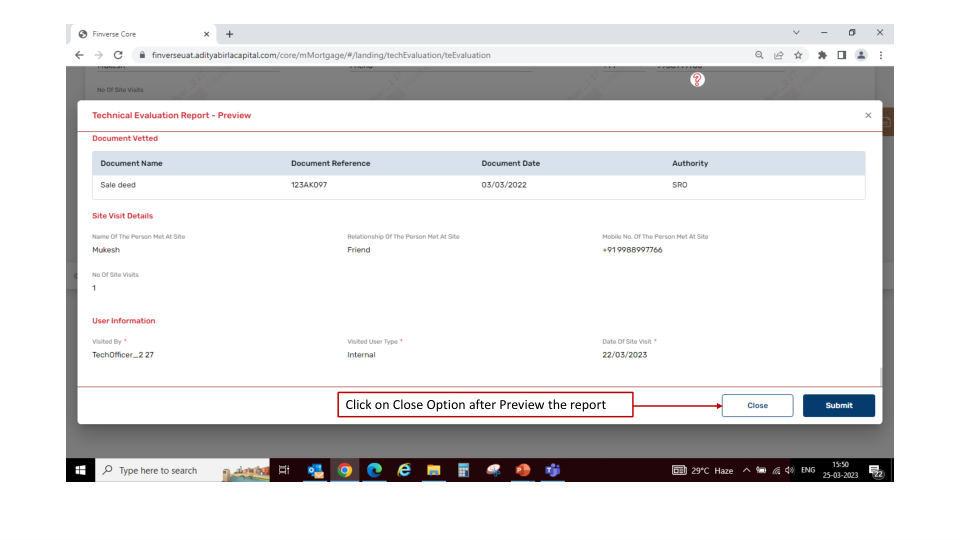 Finverse Core
finverseuat.adityabirlacapital.com/core/mMortgage/#/landing/techEvaluation/teEvaluation
No Of Site Visits
Technical Evaluation Report - Preview
Document Vetted
Document Name Document Reference Document Date Authority
Sale deed 123AK097 03/03/2022 SRO
Site Visit Details
Name Of The Person Met At Site Relationship Of The Person Met At Site Mobile No. Of The Person Met At Site
Mukesh Friend +91 9988997766
No Of Site Visits
1
User Information
Visited By * Visited User Type * Date Of Site Visit *
TechOfficer_2 27 Internal 22/03/2023
Click on Close Option after Preview the report
Close Submit
Type here to search 29°C Haze ENG 15:50
25-03-2023 22